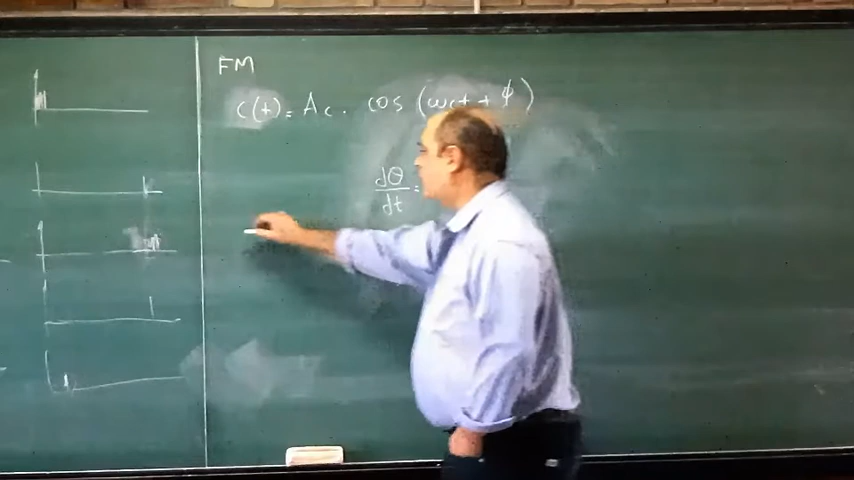 FM
c(t) = Ac . cos (ωct + ϕ)
dθ/dt =